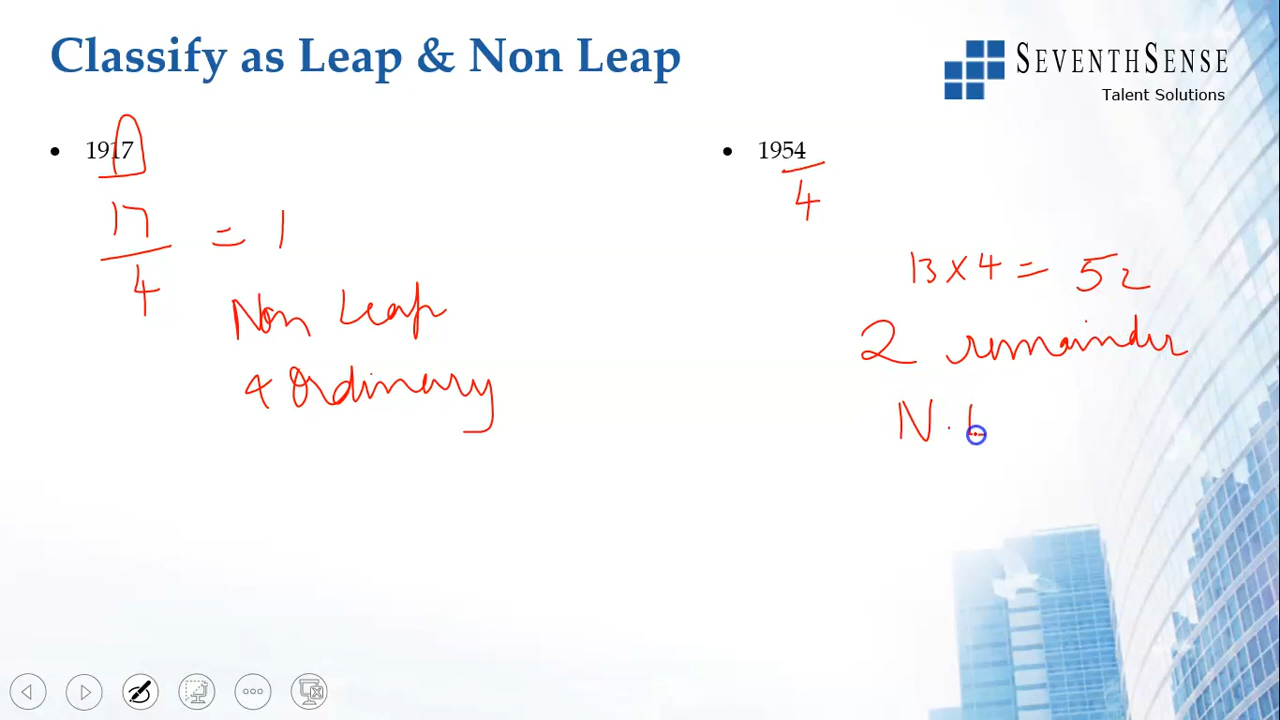 Classify as Leap & Non Leap
SEVENTHSENSE
Talent Solutions
• 1917
17
4
= 1
Non Leap
& Ordinary
• 1954
4
13 x 4 = 52
2 remainder
N. L